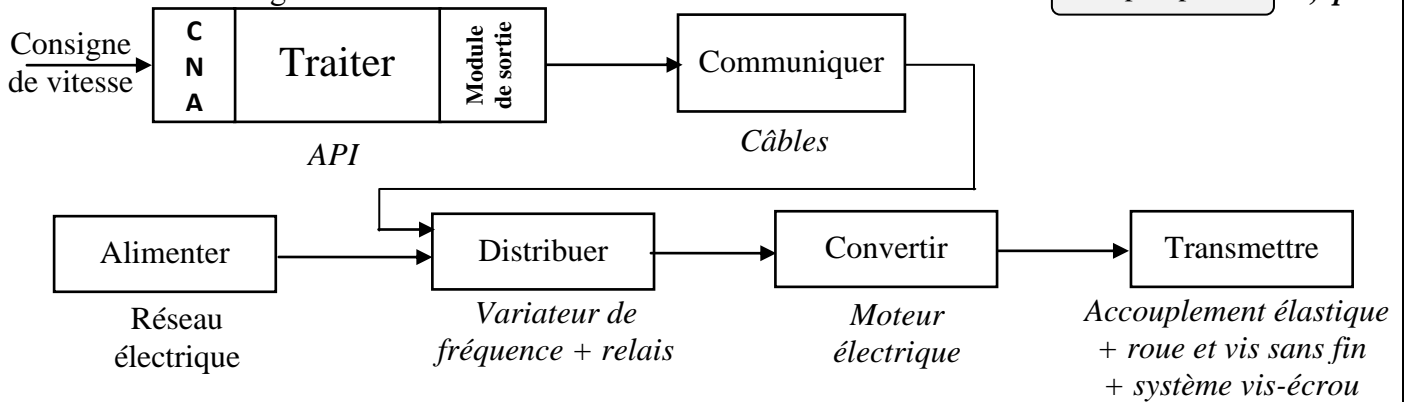 Consigne
de vitesse
C
N
A
Traiter
Module
de sortie
Communiquer
API
Câbles
Alimenter
Distribuer
Convertir
Transmettre
Réseau
électrique
Variateur de
fréquence + relais
Moteur
électrique
Accouplement élastique
+ roue et vis sans fin
+ système vis-écrou